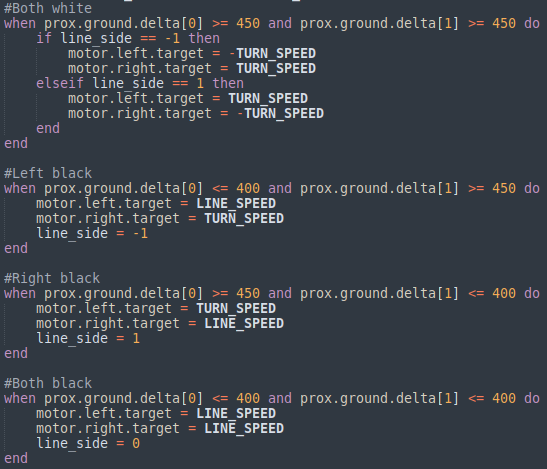 #Both white
when prox.ground.delta[0] >= 450 and prox.ground.delta[1] >= 450 do
if line_side == -1 then
motor.left.target = -TURN_SPEED
motor.right.target = TURN_SPEED
elseif line_side == 1 then
motor.left.target = TURN_SPEED
motor.right.target = -TURN_SPEED
end
end
#Left black
when prox.ground.delta[0] <= 400 and prox.ground.delta[1] >= 450 do
motor.left.target = LINE_SPEED
motor.right.target = TURN_SPEED
line_side = -1
end
#Right black
when prox.ground.delta[0] >= 450 and prox.ground.delta[1] <= 400 do
motor.left.target = TURN_SPEED
motor.right.target = LINE_SPEED
line_side = 1
end
#Both black
when prox.ground.delta[0] <= 400 and prox.ground.delta[1] <= 400 do
motor.left.target = LINE_SPEED
motor.right.target = LINE_SPEED
line_side = 0
end